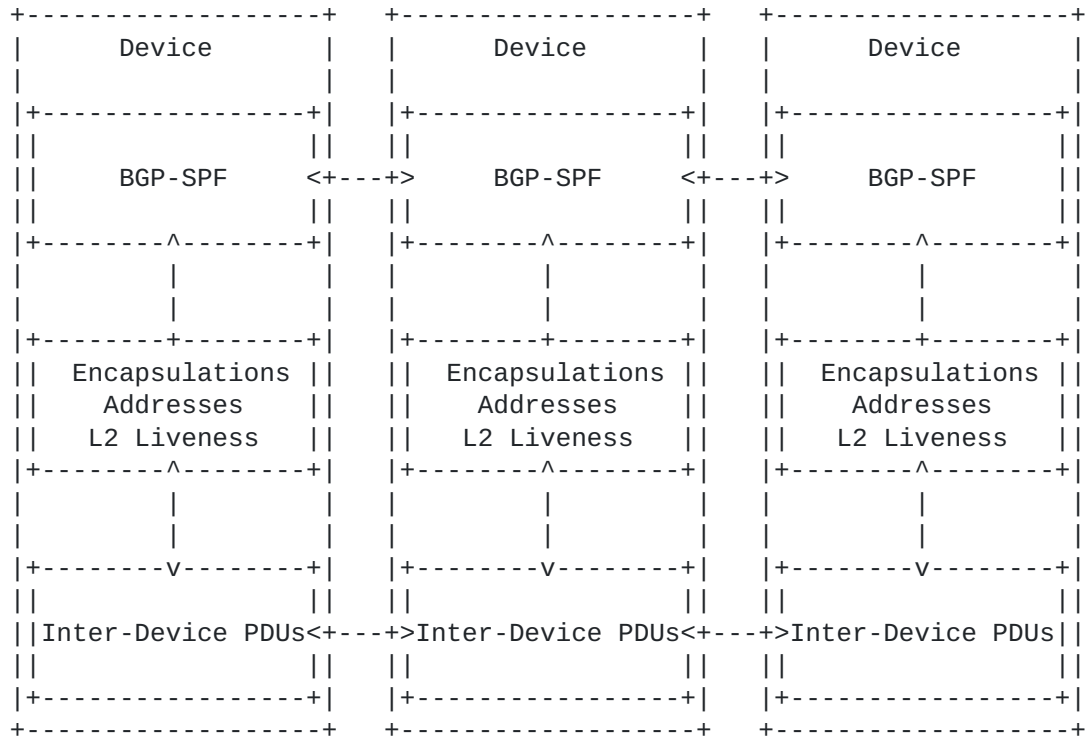 Device Device Device
BGP-SPF BGP-SPF BGP-SPF
Encapsulations Encapsulations Encapsulations
Addresses Addresses Addresses
L2 Liveness L2 Liveness L2 Liveness
Inter-Device PDUs Inter-Device PDUs Inter-Device PDUs